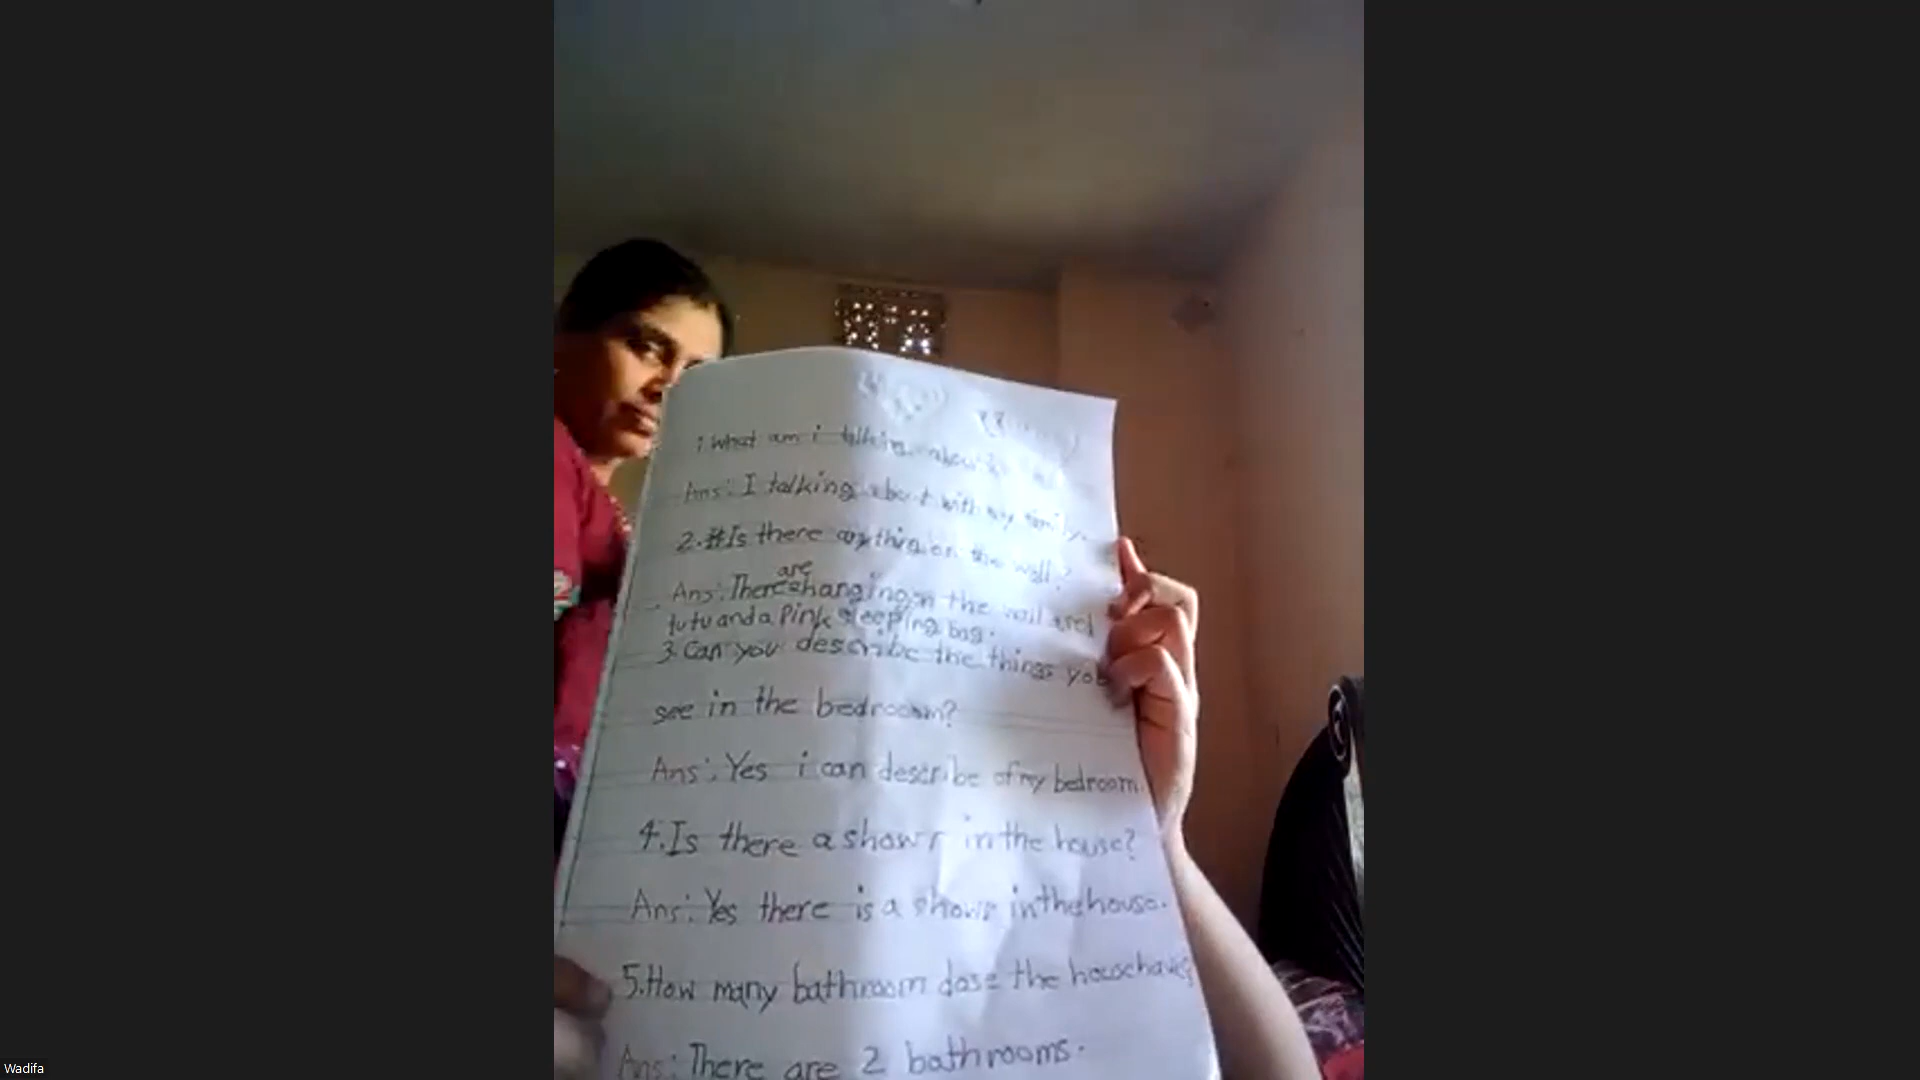 1 What am i talking about
Ans: I talking about with my family.
2.#Is there anything on the wall?
are
Ans: There hanging on the wall and
tutu and a Pink sleeping bag.
3. Can you describe the things you
see in the bedroom?
Ans: Yes i can describe of my bedroom.
4. Is there a showr in the house?
Ans: Yes there is a showr in the house.
5. How many bathroom dose the house have?
Ans: There are 2 bathrooms.
Wadifa